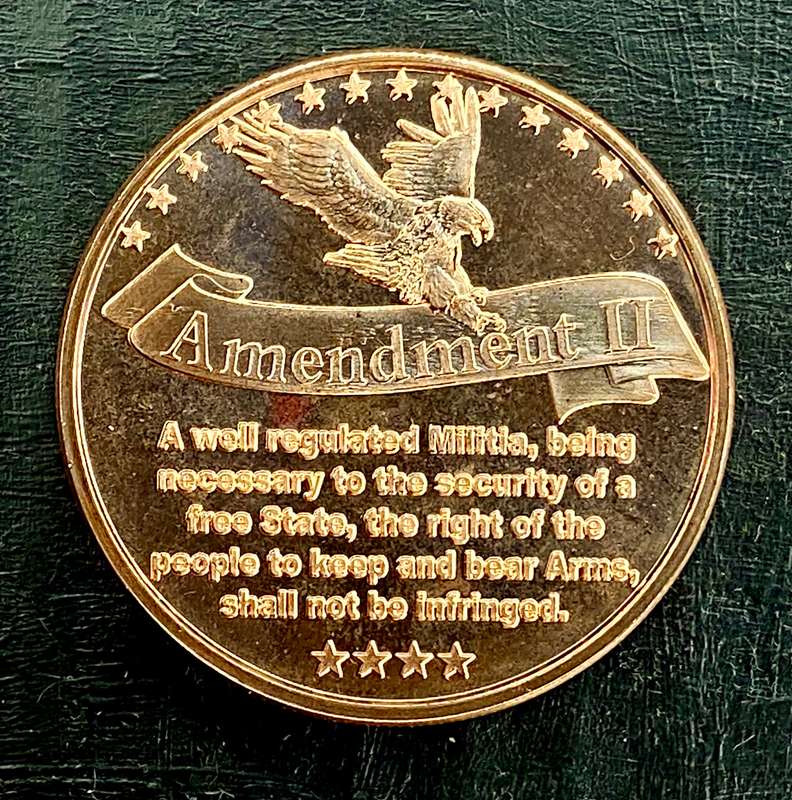 Amendment II
A well regulated Militia, being
necessary to the security of a
free State, the right of the
people to keep and bear Arms,
shall not be infringed.